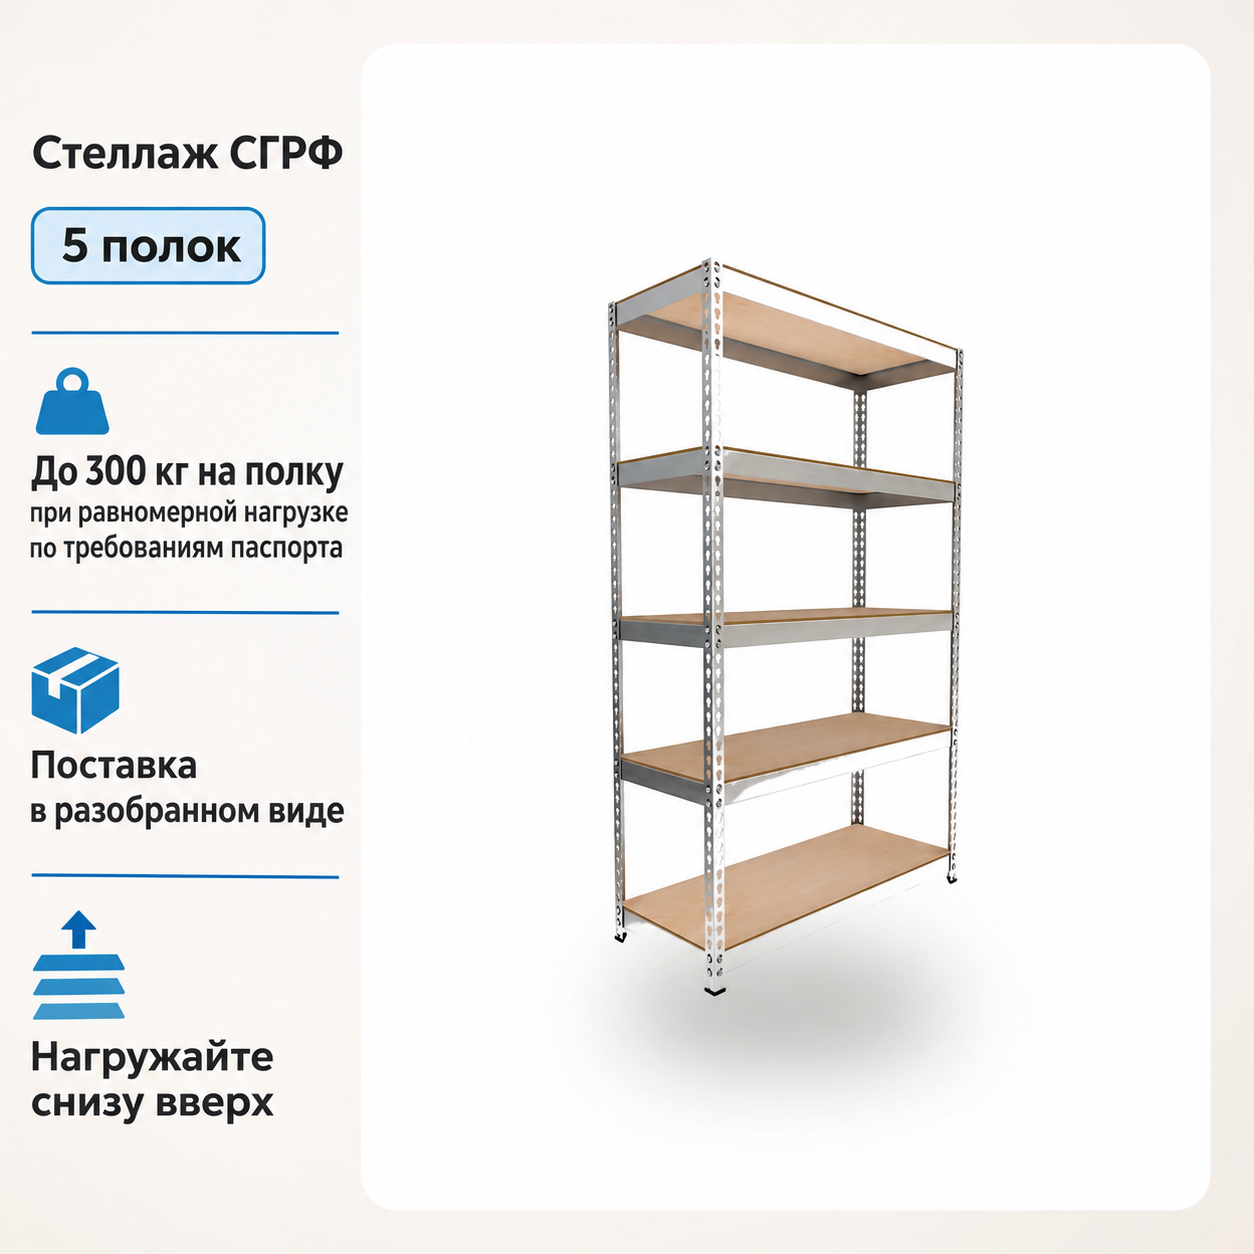 Стеллаж СГРФ
5 полок
До 300 кг на полку
при равномерной нагрузке
по требованиям паспорта
Поставка
в разобранном виде
Нагружайте
снизу вверх